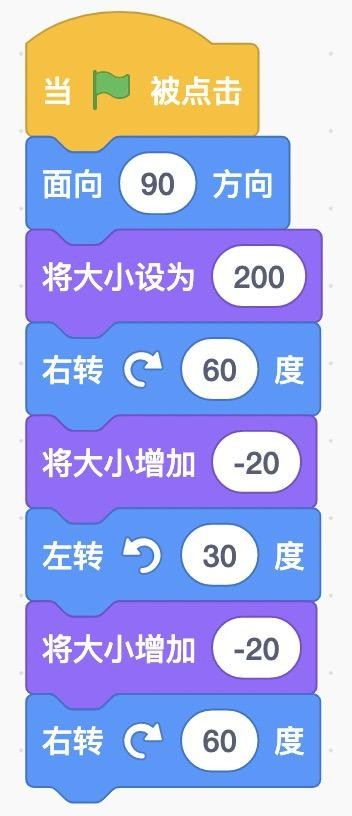 当 被点击
面向 90 方向
将大小设为 200
右转 60 度
将大小增加 -20
左转 30 度
将大小增加 -20
右转 60 度